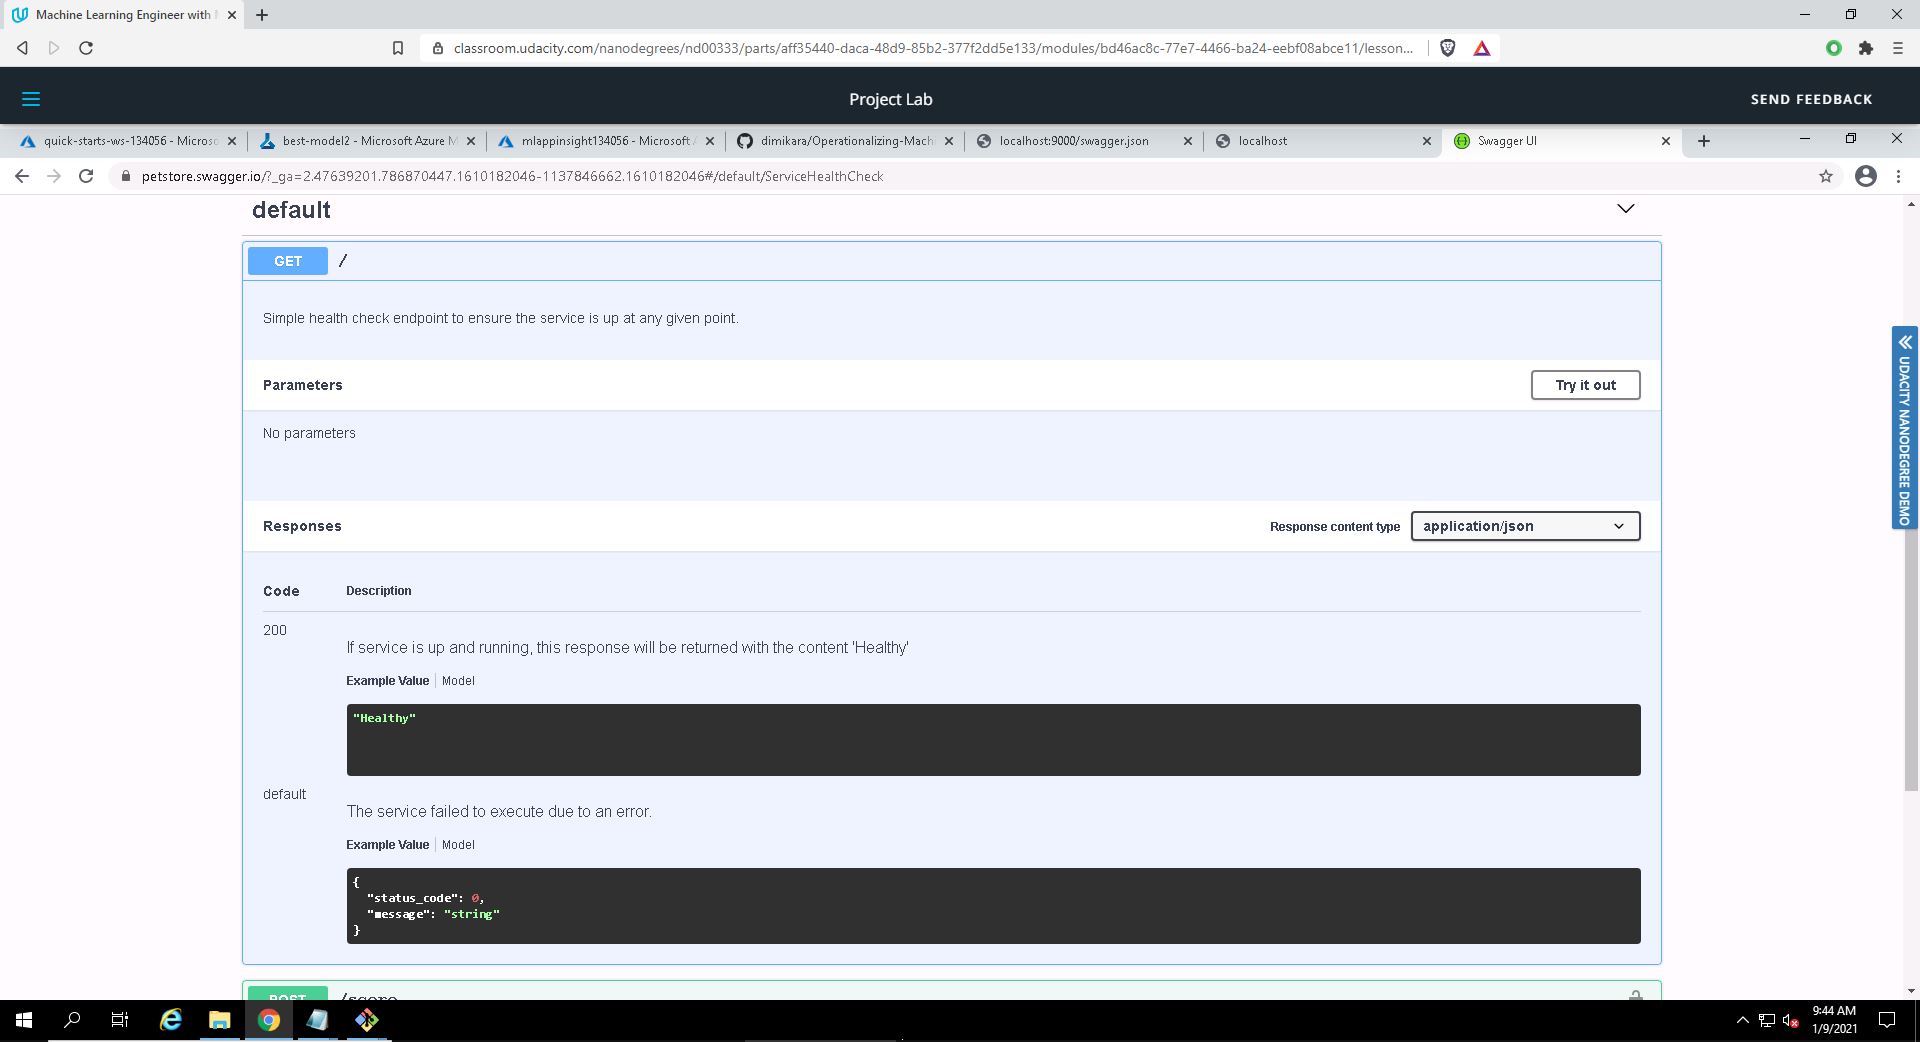 Machine Learning Engineer with
classroom.udacity.com/nanodegrees/nd00333/parts/aff35440-daca-48d9-85b2-377f2dd5e133/modules/bd46ac8c-77e7-4466-ba24-eebf08abce11/lesson...
Project Lab
SEND FEEDBACK
quick-starts-ws-134056 - Microso
best-model2 - Microsoft Azure M
mlappinsight134056 - Microsoft A
dimikara/Operationalizing-Machi
localhost:9000/swagger.json
localhost
Swagger UI
petstore.swagger.io/?_ga=2.47639201.786870447.1610182046-1137846662.1610182046#/default/ServiceHealthCheck
default
GET /
Simple health check endpoint to ensure the service is up at any given point.
Parameters
Try it out
No parameters
UDACITY NANODEGREE DEMO
Responses
Response content type
application/json
Code Description
200
If service is up and running, this response will be returned with the content 'Healthy'
Example Value Model
"Healthy"
default
The service failed to execute due to an error.
Example Value Model
{
"status_code": 0,
"message": "string"
}
POST /score
9:44 AM
1/9/2021